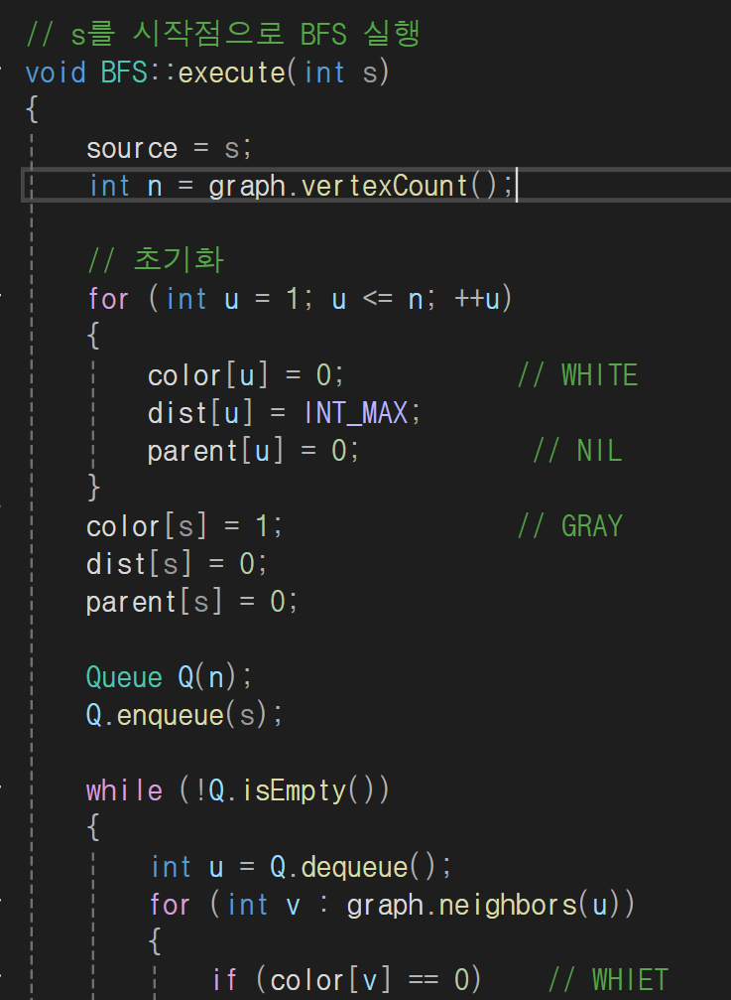 // s를 시작점으로 BFS 실행
void BFS::execute(int s)
{
source = s;
int n = graph.vertexCount();
// 초기화
for (int u = 1; u <= n; ++u)
{
color[u] = 0; // WHITE
dist[u] = INT_MAX;
parent[u] = 0; // NIL
}
color[s] = 1; // GRAY
dist[s] = 0;
parent[s] = 0;
Queue Q(n);
Q.enqueue(s);
while (!Q.isEmpty())
{
int u = Q.dequeue();
for (int v : graph.neighbors(u))
{
if (color[v] == 0) // WHIET